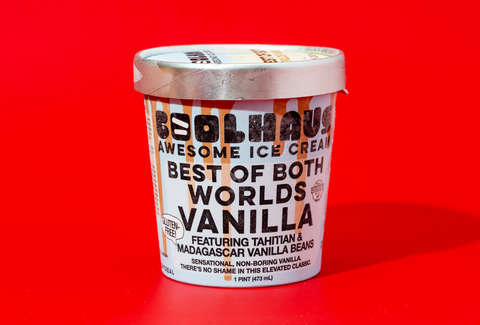 COOLHAUS
AWESOME ICE CREAM
BEST OF BOTH
WORLDS
VANILLA
GLUTEN-
FREE!
FEATURING TAHITIAN &
MADAGASCAR VANILLA BEANS
SENSATIONAL, NON-BORING VANILLA.
THERE'S NO SHAME IN THIS ELEVATED CLASSIC.
1 PINT (473 mL)